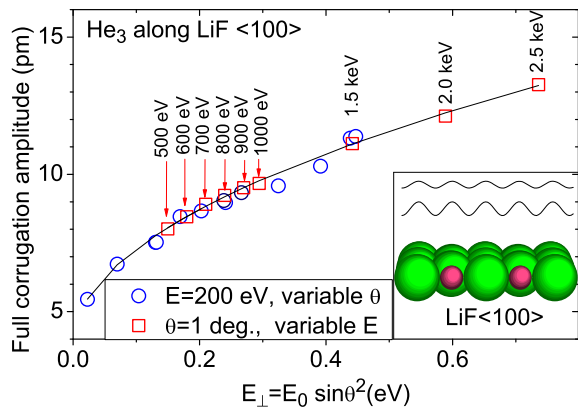 He₃ along LiF <100>
Full corrugation amplitude (pm)
15
10
5
500 eV
600 eV
700 eV
800 eV
900 eV
1000 eV
1.5 keV
2.0 keV
2.5 keV
E=200 eV, variable θ
θ=1 deg., variable E
LiF<100>
0.0 0.2 0.4 0.6
E⊥=E₀ sinθ²(eV)